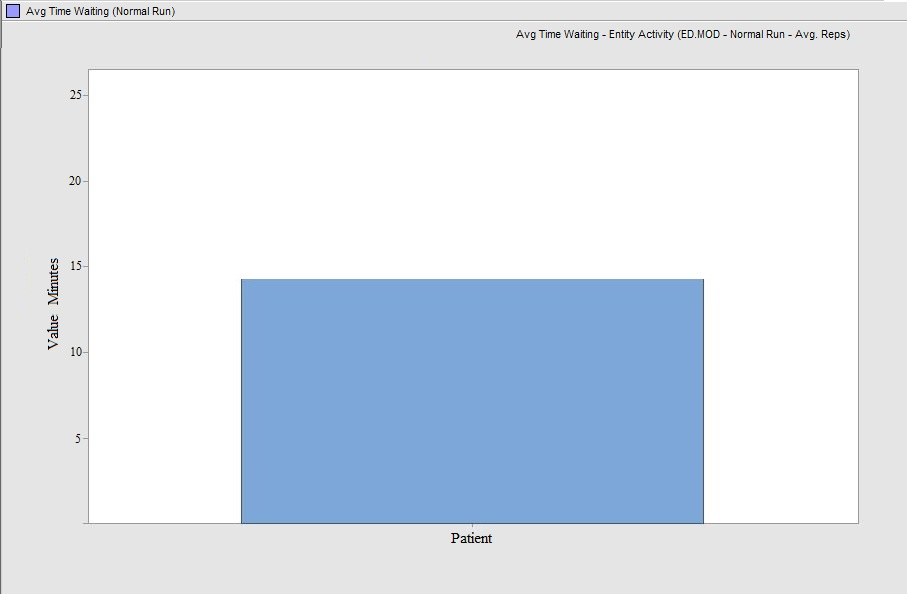 Avg Time Waiting (Normal Run)
Avg Time Waiting - Entity Activity (ED.MOD - Normal Run - Avg. Reps)
25
20
15
10
5
Value Minutes
Patient